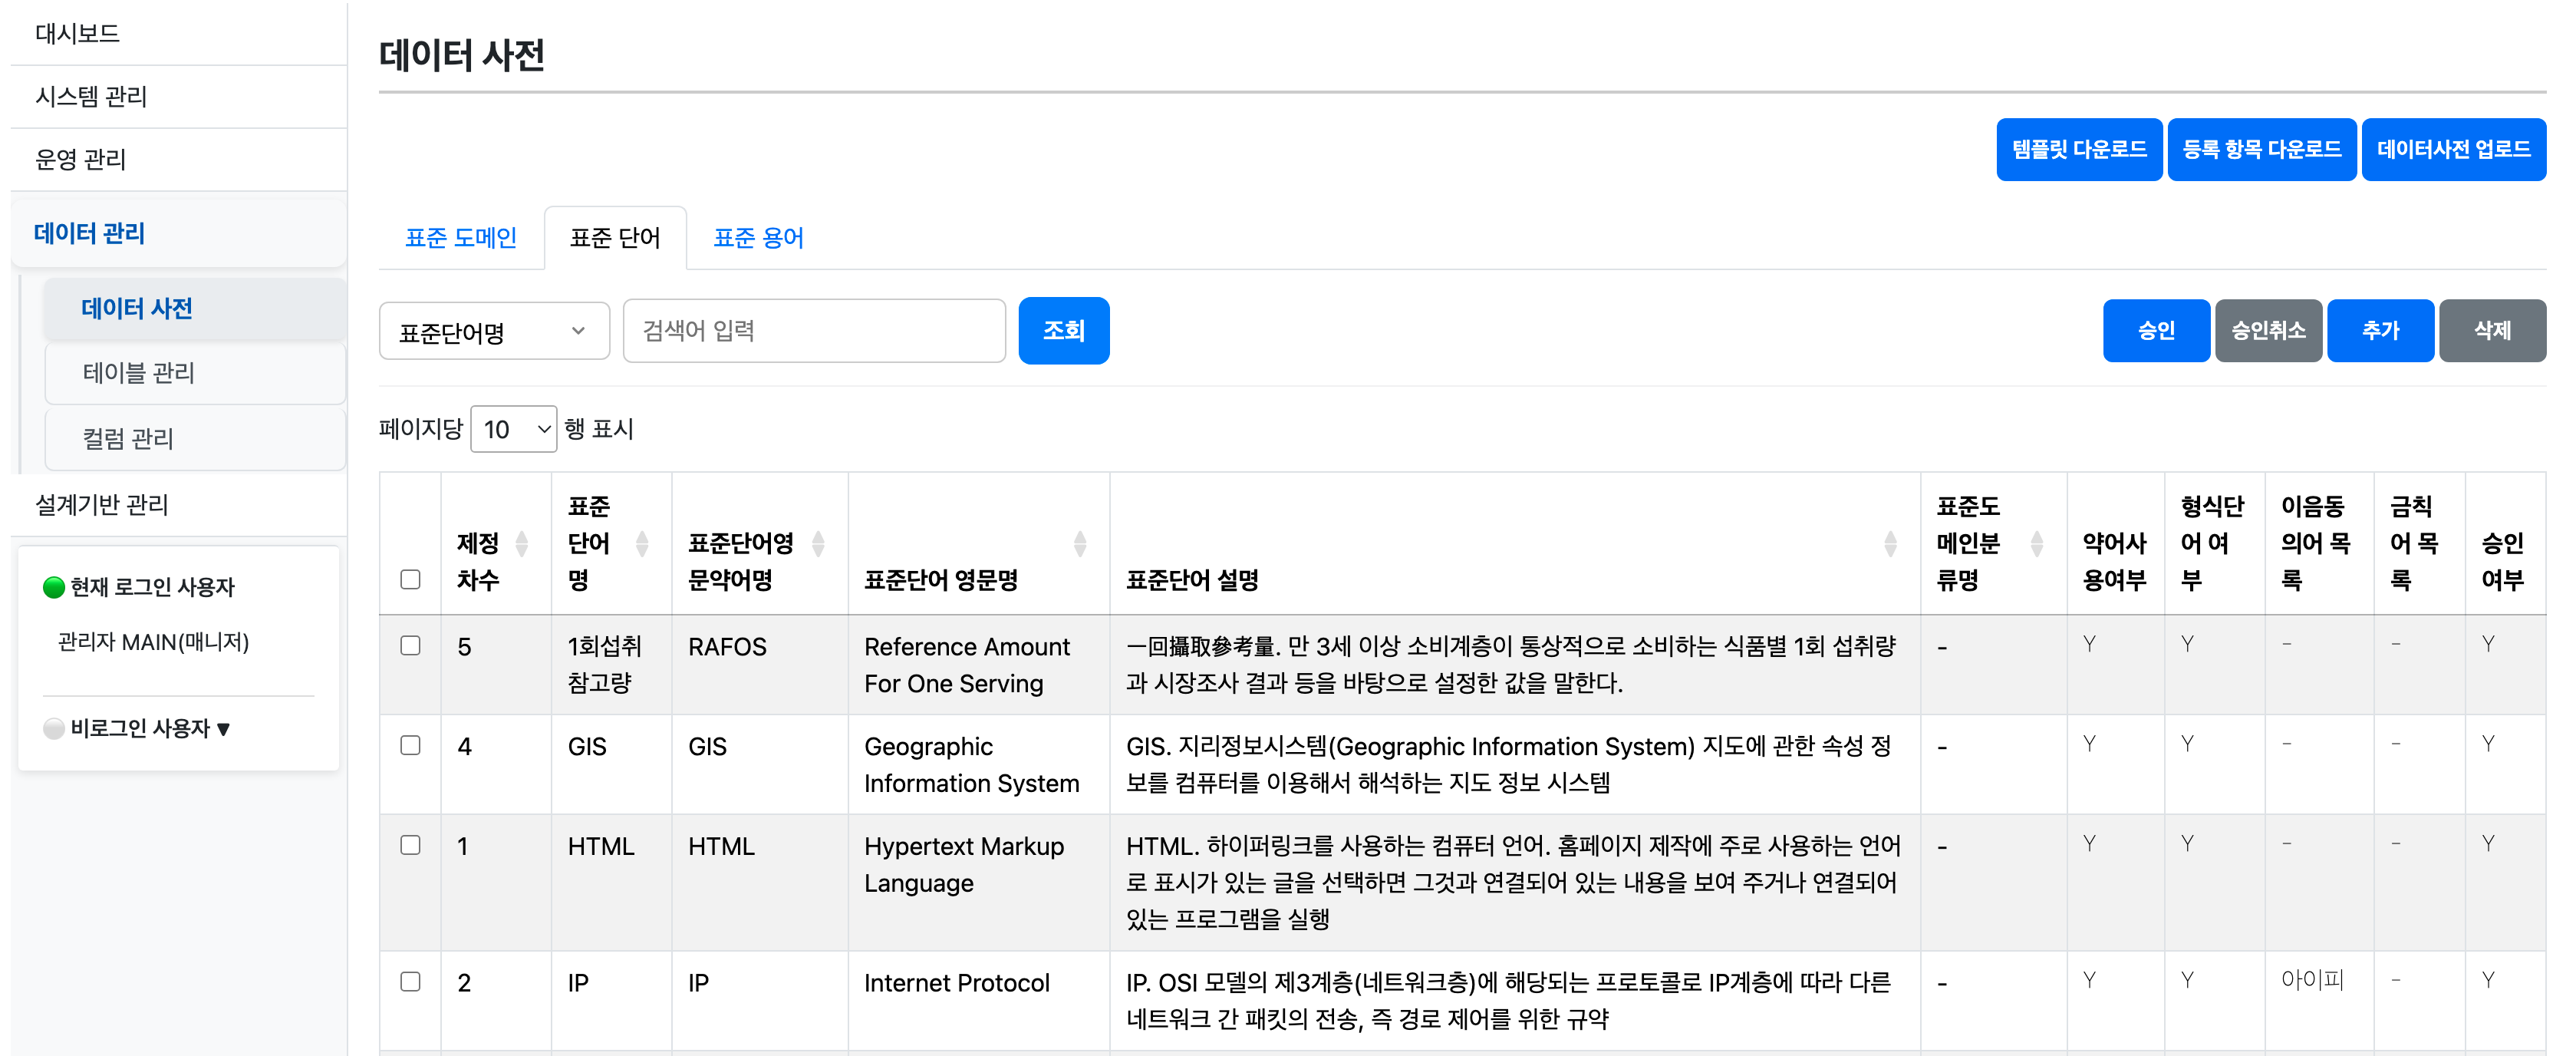 대시보드
시스템 관리
운영 관리
데이터 관리
데이터 사전
테이블 관리
컬럼 관리
설계기반 관리
현재 로그인 사용자
관리자 MAIN(매니저)
비로그인 사용자 ▼
데이터 사전
템플릿 다운로드 등록 항목 다운로드 데이터사전 업로드
표준 도메인 표준 단어 표준 용어
표준단어명 검색어 입력 조회 승인 승인취소 추가 삭제
페이지당 10 행 표시
제정
차수
표준
단어
명
표준단어영
문약어명
표준단어 영문명
표준단어 설명
표준도
메인분
류명
약어사
용여부
형식단
어 여
부
이음동
의어 목
록
금칙
어 목
록
승인
여부
5 1회섭취 RAFOS Reference Amount 一回攝取參考量. 만 3세 이상 소비계층이 통상적으로 소비하는 식품별 1회 섭취량 - Y Y - - Y
참고량 For One Serving 과 시장조사 결과 등을 바탕으로 설정한 값을 말한다.
4 GIS GIS Geographic GIS. 지리정보시스템(Geographic Information System) 지도에 관한 속성 정 - Y Y - - Y
Information System 보를 컴퓨터를 이용해서 해석하는 지도 정보 시스템
1 HTML HTML Hypertext Markup HTML. 하이퍼링크를 사용하는 컴퓨터 언어. 홈페이지 제작에 주로 사용하는 언어 - Y Y - - Y
Language 로 표시가 있는 글을 선택하면 그것과 연결되어 있는 내용을 보여 주거나 연결되어
있는 프로그램을 실행
2 IP IP Internet Protocol IP. OSI 모델의 제3계층(네트워크층)에 해당되는 프로토콜로 IP계층에 따라 다른 - Y Y 아이피 - Y
네트워크 간 패킷의 전송, 즉 경로 제어를 위한 규약